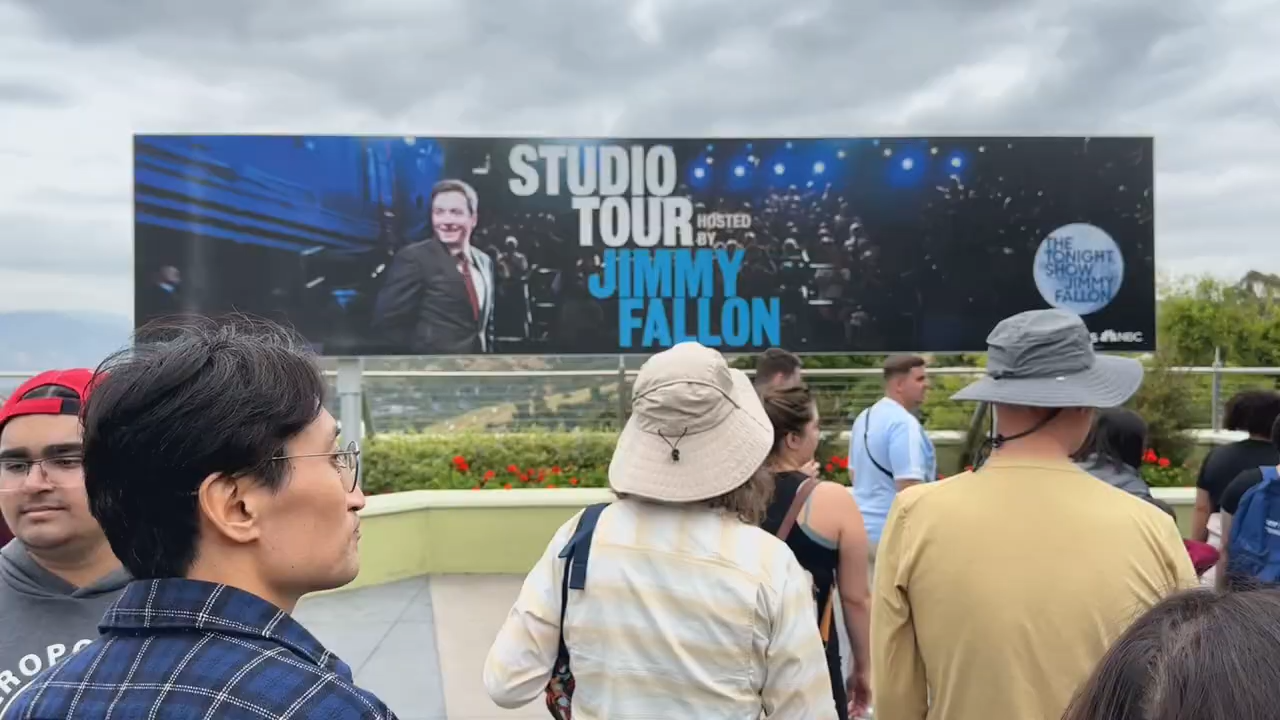 STUDIO
TOUR HOSTED
BY
JIMMY
FALLON
THE
TONIGHT
SHOW
JIMMY
FALLON
NBC